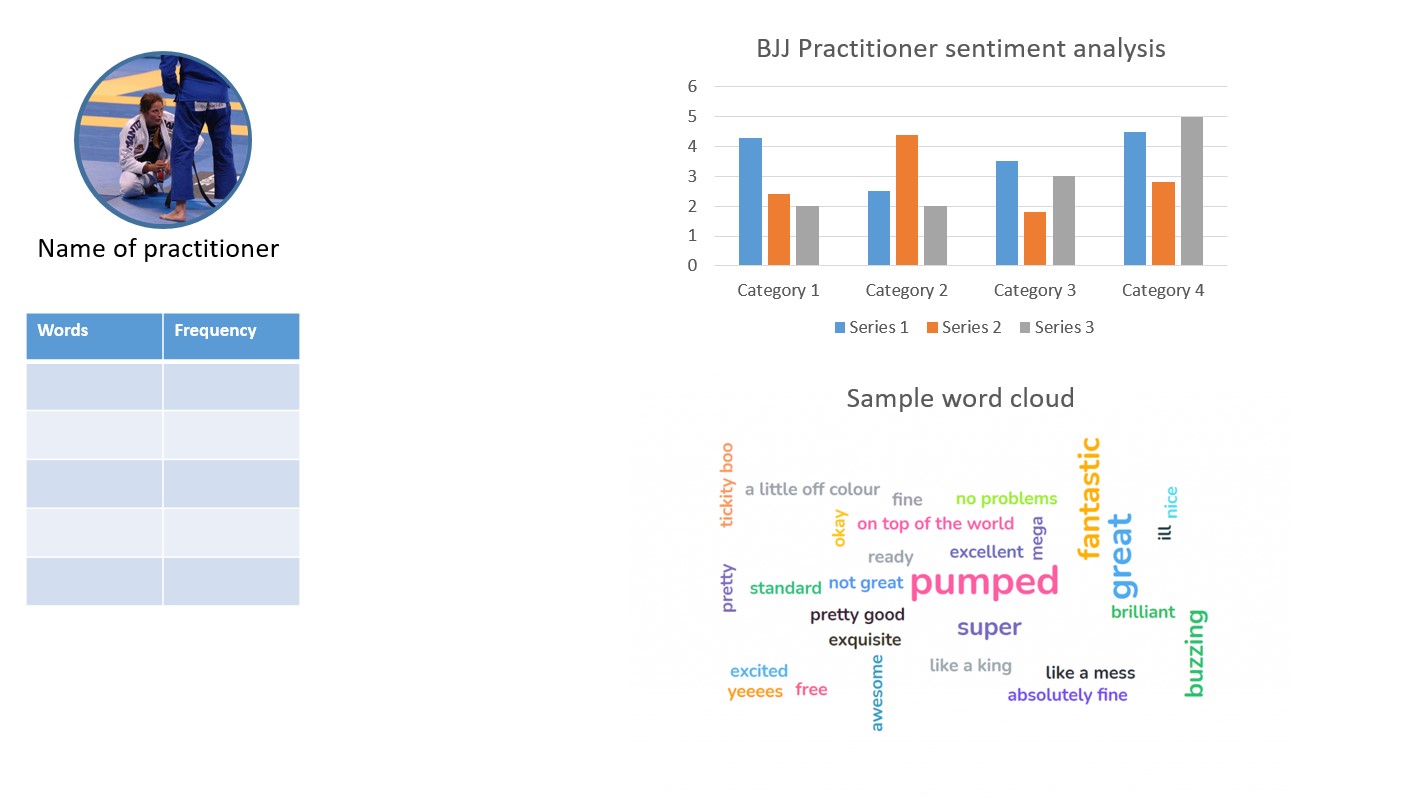 Name of practitioner
Words Frequency
BJJ Practitioner sentiment analysis
6
5
4
3
2
1
0
Category 1 Category 2 Category 3 Category 4
Series 1 Series 2 Series 3
Sample word cloud
tickity boo
a little off colour
fine
no problems
fantastic
nice
okay
on top of the world
mega
great
ill
ready
excellent
pretty
standard
not great
pumped
pretty good
super
brilliant
exquisite
buzzing
excited
awesome
like a king
like a mess
yeeees
free
absolutely fine